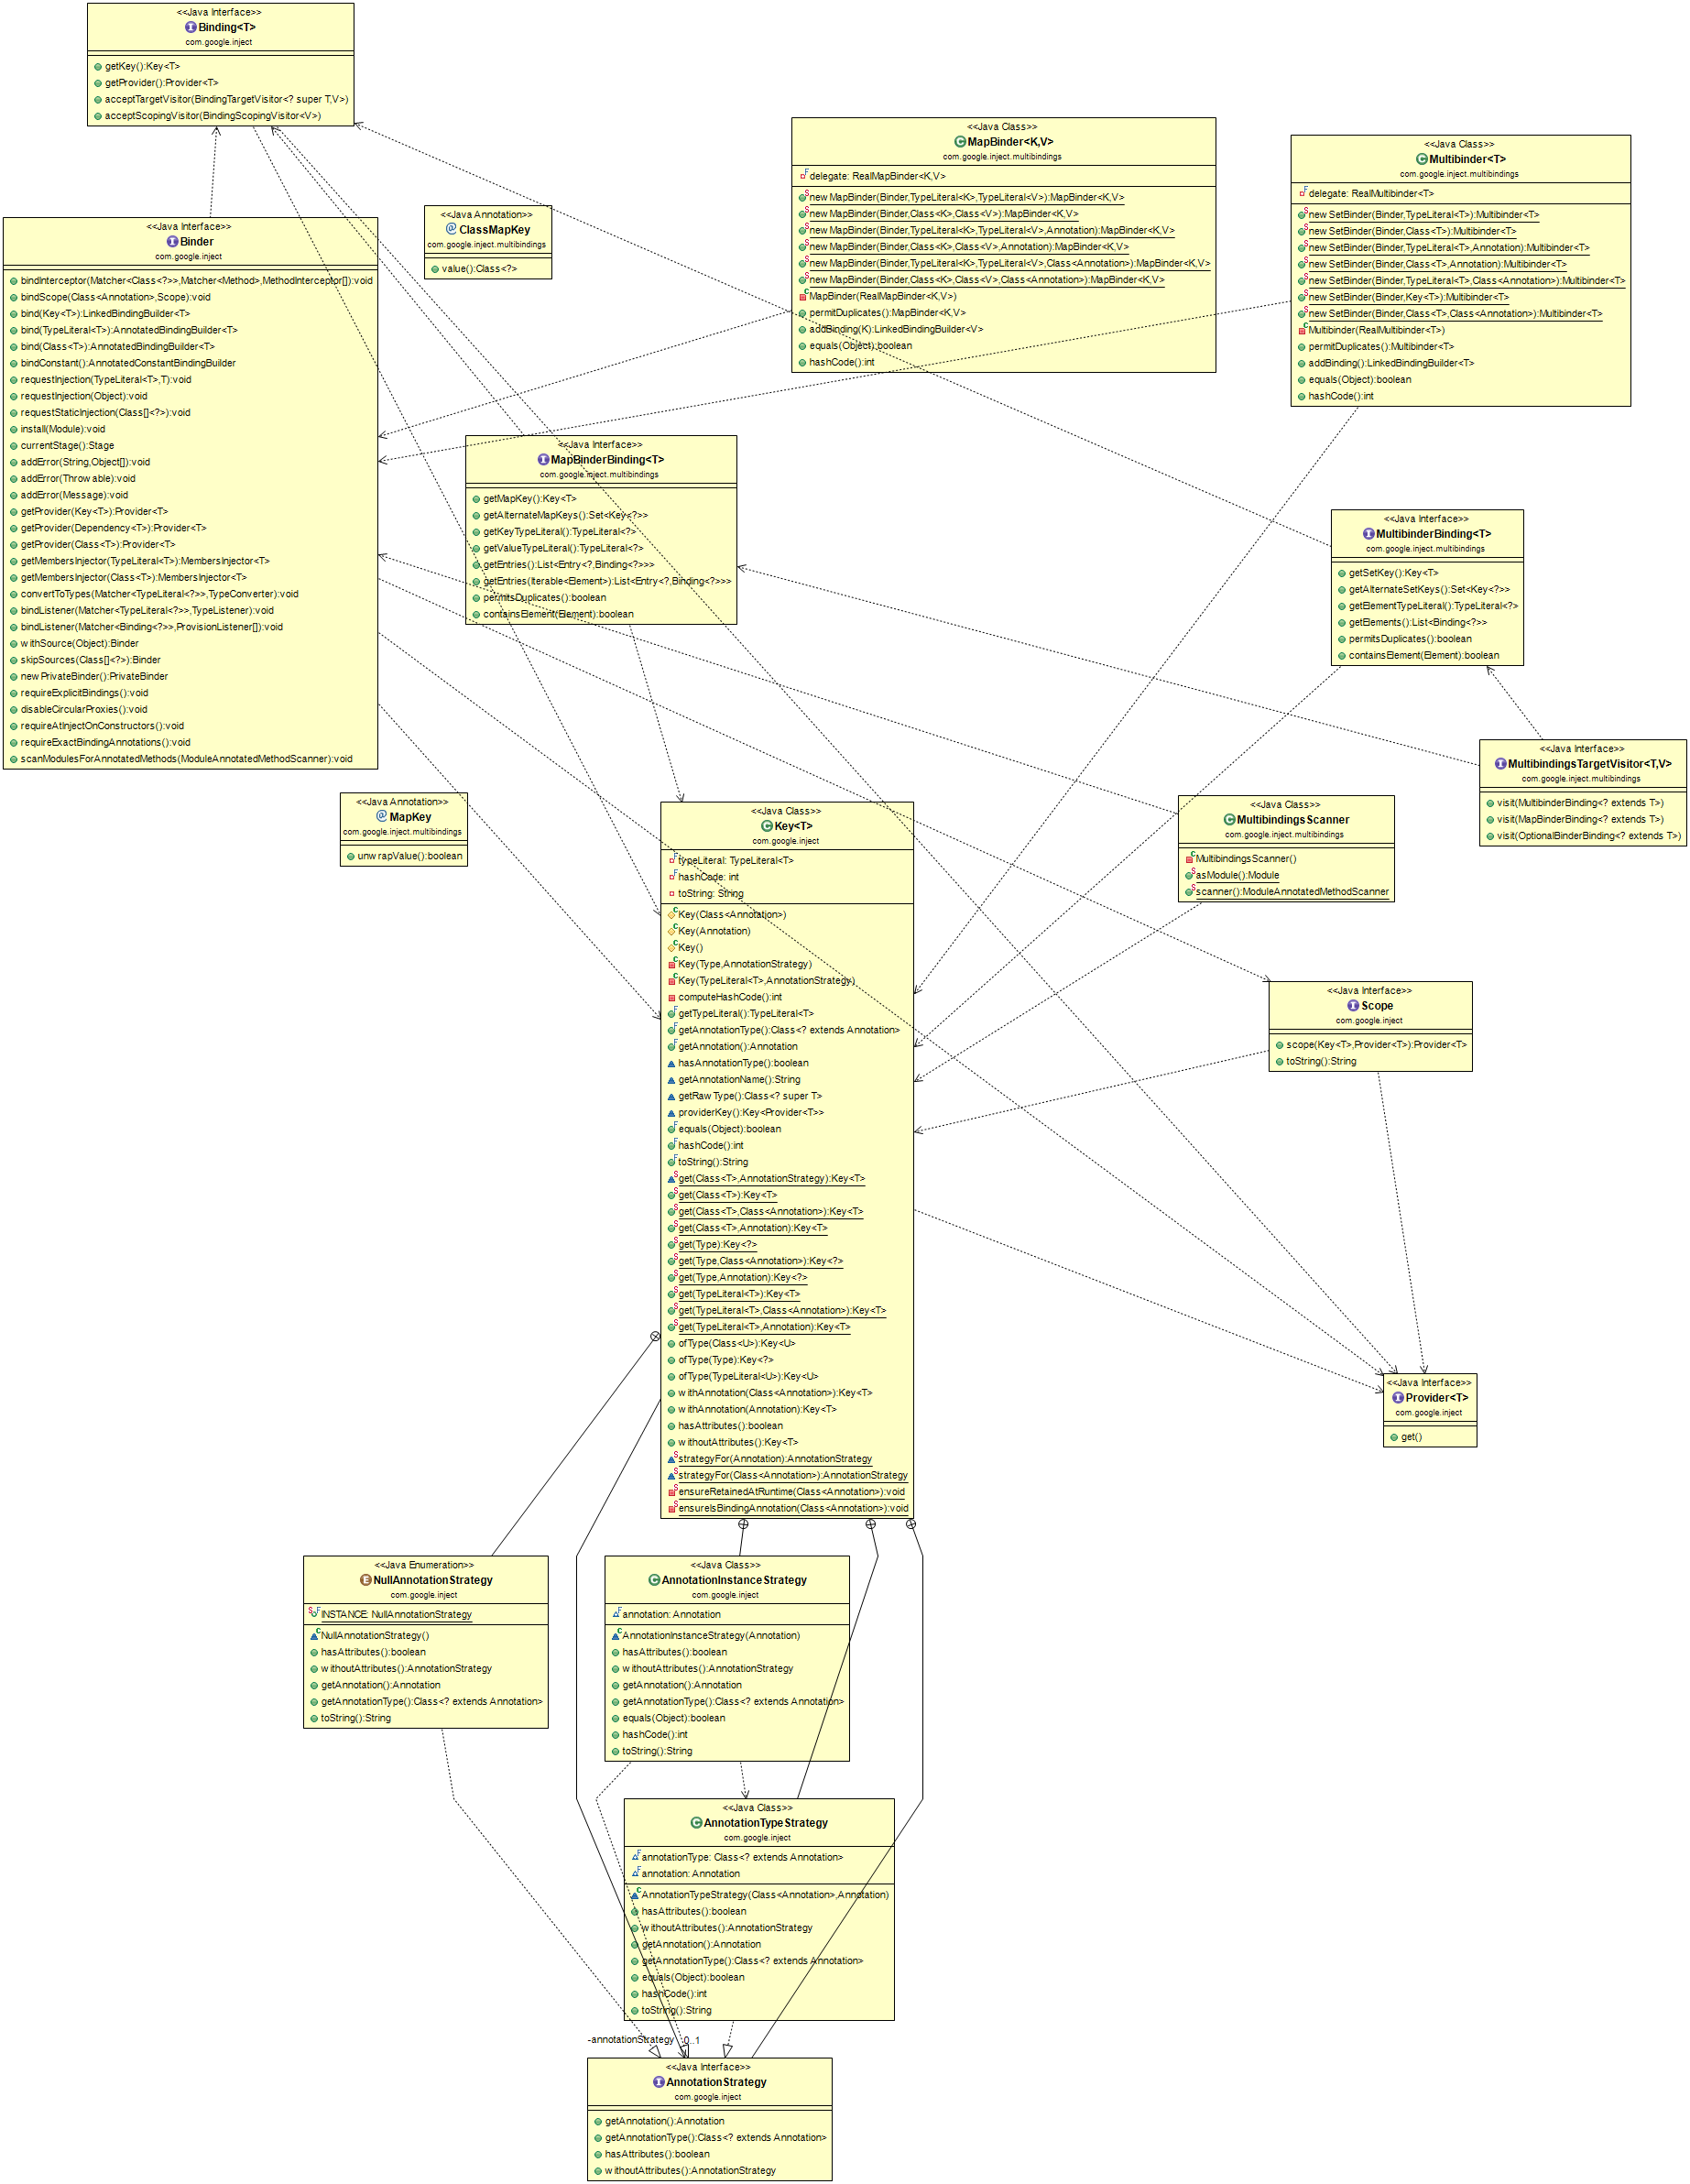 <<Java Interface>>
Binding<T>
com.google.inject
getKey():Key<T>
getProvider():Provider<T>
acceptTargetVisitor(BindingTargetVisitor<? super T,V>)
acceptScopingVisitor(BindingScopingVisitor<V>)
<<Java Class>>
MapBinder<K,V>
com.google.inject.multibindings
delegate: RealMapBinder<K,V>
newMapBinder(Binder,TypeLiteral<K>,TypeLiteral<V>):MapBinder<K,V>
newMapBinder(Binder,Class<K>,Class<V>):MapBinder<K,V>
newMapBinder(Binder,TypeLiteral<K>,TypeLiteral<V>,Annotation):MapBinder<K,V>
newMapBinder(Binder,Class<K>,Class<V>,Annotation):MapBinder<K,V>
newMapBinder(Binder,TypeLiteral<K>,TypeLiteral<V>,Class<Annotation>):MapBinder<K,V>
newMapBinder(Binder,Class<K>,Class<V>,Class<Annotation>):MapBinder<K,V>
MapBinder(RealMapBinder<K,V>)
permitDuplicates():MapBinder<K,V>
addBinding(K):LinkedBindingBuilder<V>
equals(Object):boolean
hashCode():int
<<Java Class>>
Multibinder<T>
com.google.inject.multibindings
delegate: RealMultibinder<T>
newSetBinder(Binder,TypeLiteral<T>):Multibinder<T>
newSetBinder(Binder,Class<T>):Multibinder<T>
newSetBinder(Binder,TypeLiteral<T>,Annotation):Multibinder<T>
newSetBinder(Binder,Class<T>,Annotation):Multibinder<T>
newSetBinder(Binder,TypeLiteral<T>,Class<Annotation>):Multibinder<T>
newSetBinder(Binder,Key<T>):Multibinder<T>
newSetBinder(Binder,Class<T>,Class<Annotation>):Multibinder<T>
Multibinder(RealMultibinder<T>)
permitDuplicates():Multibinder<T>
addBinding():LinkedBindingBuilder<T>
equals(Object):boolean
hashCode():int
<<Java Annotation>>
ClassMapKey
com.google.inject.multibindings
value():Class<?>
<<Java Interface>>
Binder
com.google.inject
bindInterceptor(Matcher<Class<?>>,Matcher<Method>,MethodInterceptor[]):void
bindScope(Class<Annotation>,Scope):void
bind(Key<T>):LinkedBindingBuilder<T>
bind(TypeLiteral<T>):AnnotatedBindingBuilder<T>
bind(Class<T>):AnnotatedBindingBuilder<T>
bindConstant():AnnotatedConstantBindingBuilder
requestInjection(TypeLiteral<T>,T):void
requestInjection(Object):void
requestStaticInjection(Class[]<?>):void
install(Module):void
currentStage():Stage
addError(String,Object[]):void
addError(Throwable):void
addError(Message):void
getProvider(Key<T>):Provider<T>
getProvider(Dependency<T>):Provider<T>
getProvider(Class<T>):Provider<T>
getMembersInjector(TypeLiteral<T>):MembersInjector<T>
getMembersInjector(Class<T>):MembersInjector<T>
convertToTypes(Matcher<TypeLiteral<?>>,TypeConverter):void
bindListener(Matcher<TypeLiteral<?>>,TypeListener):void
bindListener(Matcher<Binding<?>>,ProvisionListener[]):void
withSource(Object):Binder
skipSources(Class[]<?>):Binder
newPrivateBinder():PrivateBinder
requireExplicitBindings():void
disableCircularProxies():void
requireAtInjectOnConstructors():void
requireExactBindingAnnotations():void
scanModulesForAnnotatedMethods(ModuleAnnotatedMethodScanner):void
<<Java Interface>>
MapBinderBinding<T>
com.google.inject.multibindings
getMapKey():Key<T>
getAlternateMapKeys():Set<Key<?>>
getKeyTypeLiteral():TypeLiteral<?>
getValueTypeLiteral():TypeLiteral<?>
getEntries():List<Entry<?,Binding<?>>>
getEntries(Iterable<Element>):List<Entry<?,Binding<?>>>
permitsDuplicates():boolean
containsElement(Element):boolean
<<Java Interface>>
MultibinderBinding<T>
com.google.inject.multibindings
getSetKey():Key<T>
getAlternateSetKeys():Set<Key<?>>
getElementTypeLiteral():TypeLiteral<?>
getElements():List<Binding<?>>
permitsDuplicates():boolean
containsElement(Element):boolean
<<Java Interface>>
MultibindingsTargetVisitor<T,V>
com.google.inject.multibindings
visit(MultibinderBinding<? extends T>)
visit(MapBinderBinding<? extends T>)
visit(OptionalBinderBinding<? extends T>)
<<Java Annotation>>
MapKey
com.google.inject.multibindings
unwrapValue():boolean
<<Java Class>>
MultibindingsScanner
com.google.inject.multibindings
MultibindingsScanner()
asModule():Module
scanner():ModuleAnnotatedMethodScanner
<<Java Class>>
Key<T>
com.google.inject
typeLiteral: TypeLiteral<T>
hashCode: int
toString: String
Key(Class<Annotation>)
Key(Annotation)
Key()
Key(Type,AnnotationStrategy)
Key(TypeLiteral<T>,AnnotationStrategy)
computeHashCode():int
getTypeLiteral():TypeLiteral<T>
getAnnotationType():Class<? extends Annotation>
getAnnotation():Annotation
hasAnnotationType():boolean
getAnnotationName():String
getRawType():Class<? super T>
providerKey():Key<Provider<T>>
equals(Object):boolean
hashCode():int
toString():String
get(Class<T>,AnnotationStrategy):Key<T>
get(Class<T>):Key<T>
get(Class<T>,Class<Annotation>):Key<T>
get(Class<T>,Annotation):Key<T>
get(Type):Key<?>
get(Type,Class<Annotation>):Key<?>
get(Type,Annotation):Key<?>
get(TypeLiteral<T>):Key<T>
get(TypeLiteral<T>,Class<Annotation>):Key<T>
get(TypeLiteral<T>,Annotation):Key<T>
ofType(Class<U>):Key<U>
ofType(Type):Key<?>
ofType(TypeLiteral<U>):Key<U>
withAnnotation(Class<Annotation>):Key<T>
withAnnotation(Annotation):Key<T>
hasAttributes():boolean
withoutAttributes():Key<T>
strategyFor(Annotation):AnnotationStrategy
strategyFor(Class<Annotation>):AnnotationStrategy
ensureRetainedAtRuntime(Class<Annotation>):void
ensureIsBindingAnnotation(Class<Annotation>):void
<<Java Interface>>
Scope
com.google.inject
scope(Key<T>,Provider<T>):Provider<T>
toString():String
<<Java Interface>>
Provider<T>
com.google.inject
get()
<<Java Enumeration>>
NullAnnotationStrategy
com.google.inject
INSTANCE: NullAnnotationStrategy
NullAnnotationStrategy()
hasAttributes():boolean
withoutAttributes():AnnotationStrategy
getAnnotation():Annotation
getAnnotationType():Class<? extends Annotation>
toString():String
<<Java Class>>
AnnotationInstanceStrategy
com.google.inject
annotation: Annotation
AnnotationInstanceStrategy(Annotation)
hasAttributes():boolean
withoutAttributes():AnnotationStrategy
getAnnotation():Annotation
getAnnotationType():Class<? extends Annotation>
equals(Object):boolean
hashCode():int
toString():String
<<Java Class>>
AnnotationTypeStrategy
com.google.inject
annotationType: Class<? extends Annotation>
annotation: Annotation
AnnotationTypeStrategy(Class<Annotation>,Annotation)
hasAttributes():boolean
withoutAttributes():AnnotationStrategy
getAnnotation():Annotation
getAnnotationType():Class<? extends Annotation>
equals(Object):boolean
hashCode():int
toString():String
-annotationStrategy 0..1
<<Java Interface>>
AnnotationStrategy
com.google.inject
getAnnotation():Annotation
getAnnotationType():Class<? extends Annotation>
hasAttributes():boolean
withoutAttributes():AnnotationStrategy